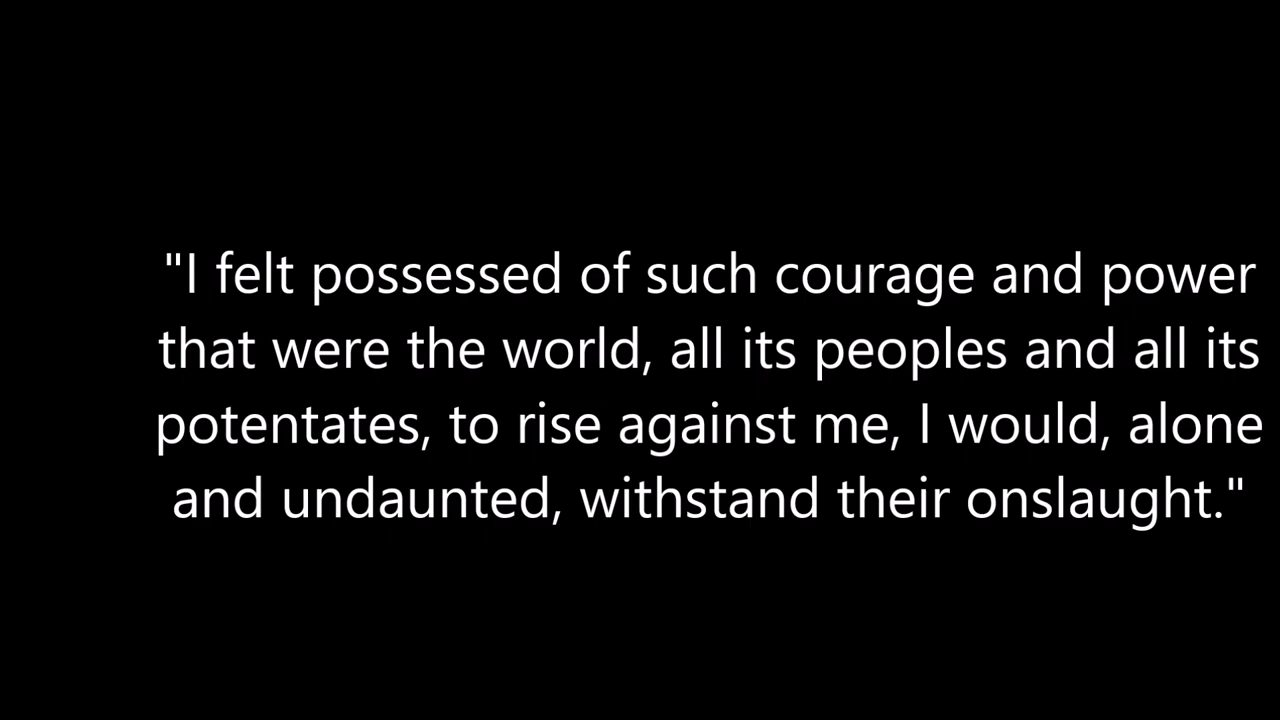 "I felt possessed of such courage and power
that were the world, all its peoples and all its
potentates, to rise against me, I would, alone
and undaunted, withstand their onslaught."